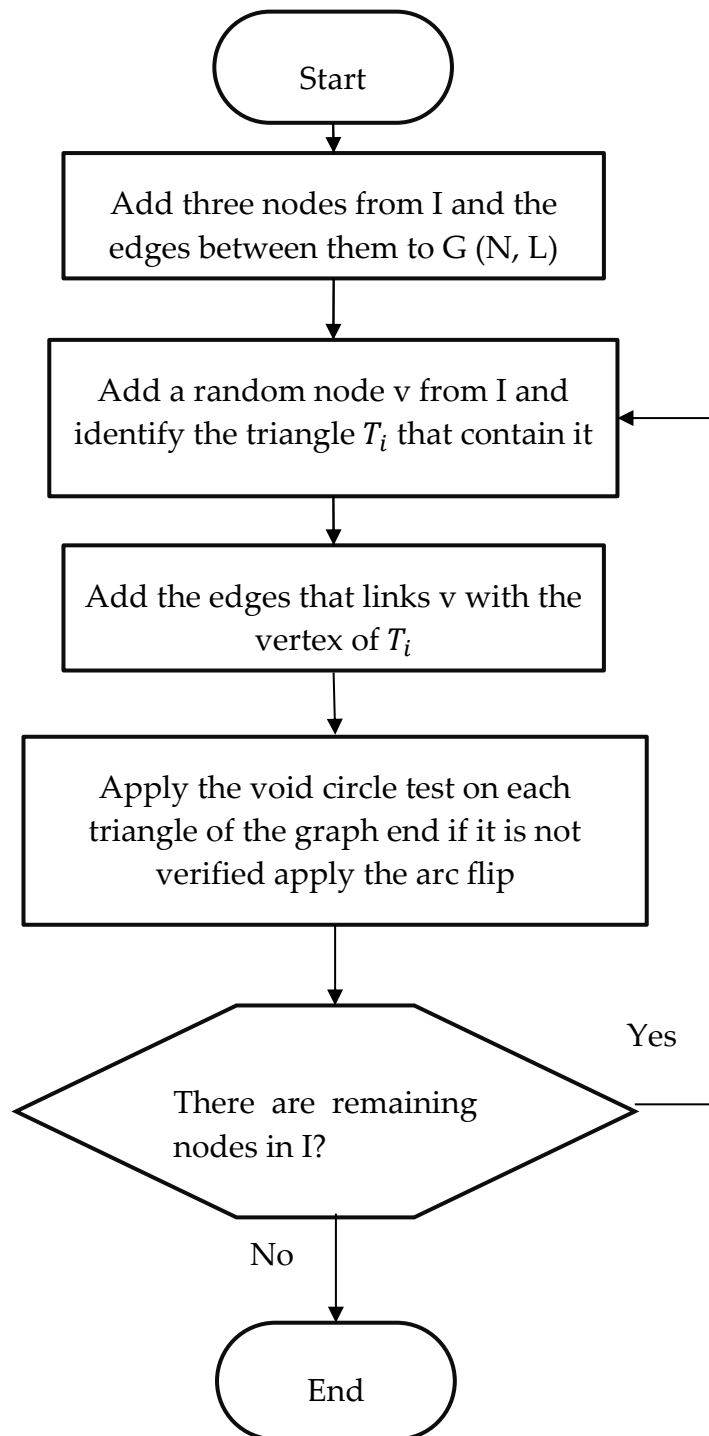 Start
Add three nodes from I and the
edges between them to G (N, L)
Add a random node v from I and
identify the triangle 𝑇𝑖 that contain it
Add the edges that links v with the
vertex of 𝑇𝑖
Apply the void circle test on each
triangle of the graph end if it is not
verified apply the arc flip
Yes
There are remaining
nodes in I?
No
End